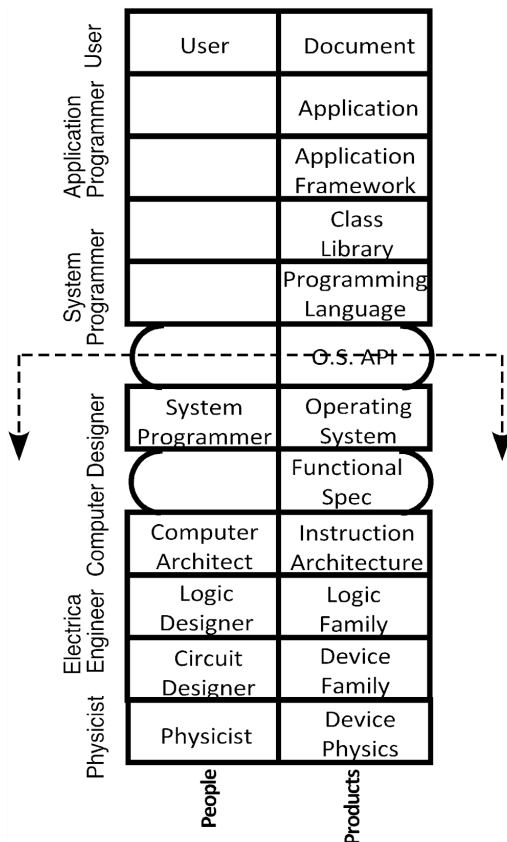 User
User
Document
Application
Programmer
Application
Application
Framework
Class
Library
System
Programmer
Programming
Language
O.S. API
Computer Designer
System
Programmer
Operating
System
Functional
Spec
Computer
Architect
Instruction
Architecture
Electrica
Engineer
Logic
Designer
Logic
Family
Circuit
Designer
Device
Family
Physicist
Physicist
Device
Physics
People
Products